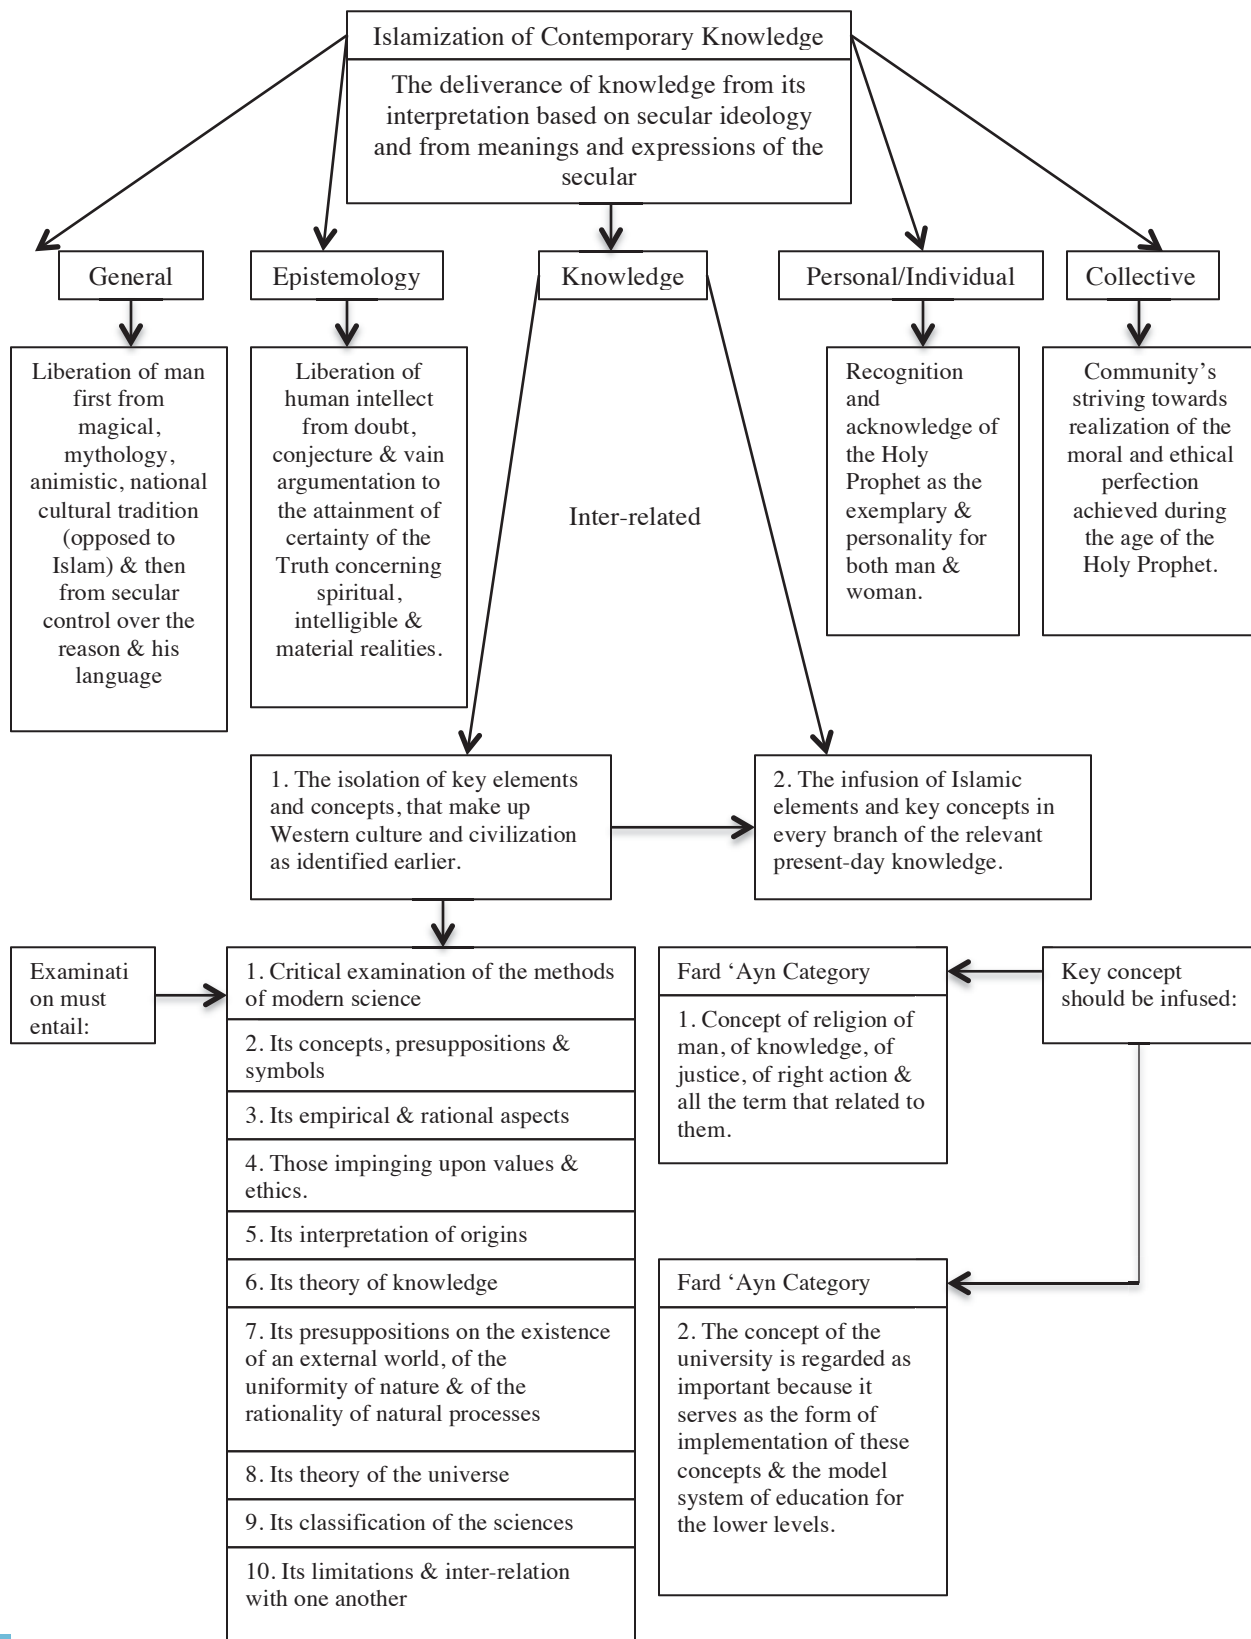 Islamization of Contemporary Knowledge
The deliverance of knowledge from its
interpretation based on secular ideology
and from meanings and expressions of the
secular
General
Epistemology
Knowledge
Personal/Individual
Collective
Liberation of man
first from
magical,
mythology,
animistic, national
cultural tradition
(opposed to
Islam) & then
from secular
control over the
reason & his
language
Liberation of
human intellect
from doubt,
conjecture & vain
argumentation to
the attainment of
certainty of the
Truth concerning
spiritual,
intelligible &
material realities.
Inter-related
Recognition
and
acknowledge of
the Holy
Prophet as the
exemplary &
personality for
both man &
woman.
Community’s
striving towards
realization of the
moral and ethical
perfection
achieved during
the age of the
Holy Prophet.
1. The isolation of key elements
and concepts, that make up
Western culture and civilization
as identified earlier.
2. The infusion of Islamic
elements and key concepts in
every branch of the relevant
present-day knowledge.
Examinati
on must
entail:
1. Critical examination of the methods
of modern science
2. Its concepts, presuppositions &
symbols
3. Its empirical & rational aspects
4. Those impinging upon values &
ethics.
5. Its interpretation of origins
6. Its theory of knowledge
7. Its presuppositions on the existence
of an external world, of the
uniformity of nature & of the
rationality of natural processes
8. Its theory of the universe
9. Its classification of the sciences
10. Its limitations & inter-relation
with one another
Fard ‘Ayn Category
1. Concept of religion of
man, of knowledge, of
justice, of right action &
all the term that related to
them.
Key concept
should be infused:
Fard ‘Ayn Category
2. The concept of the
university is regarded as
important because it
serves as the form of
implementation of these
concepts & the model
system of education for
the lower levels.